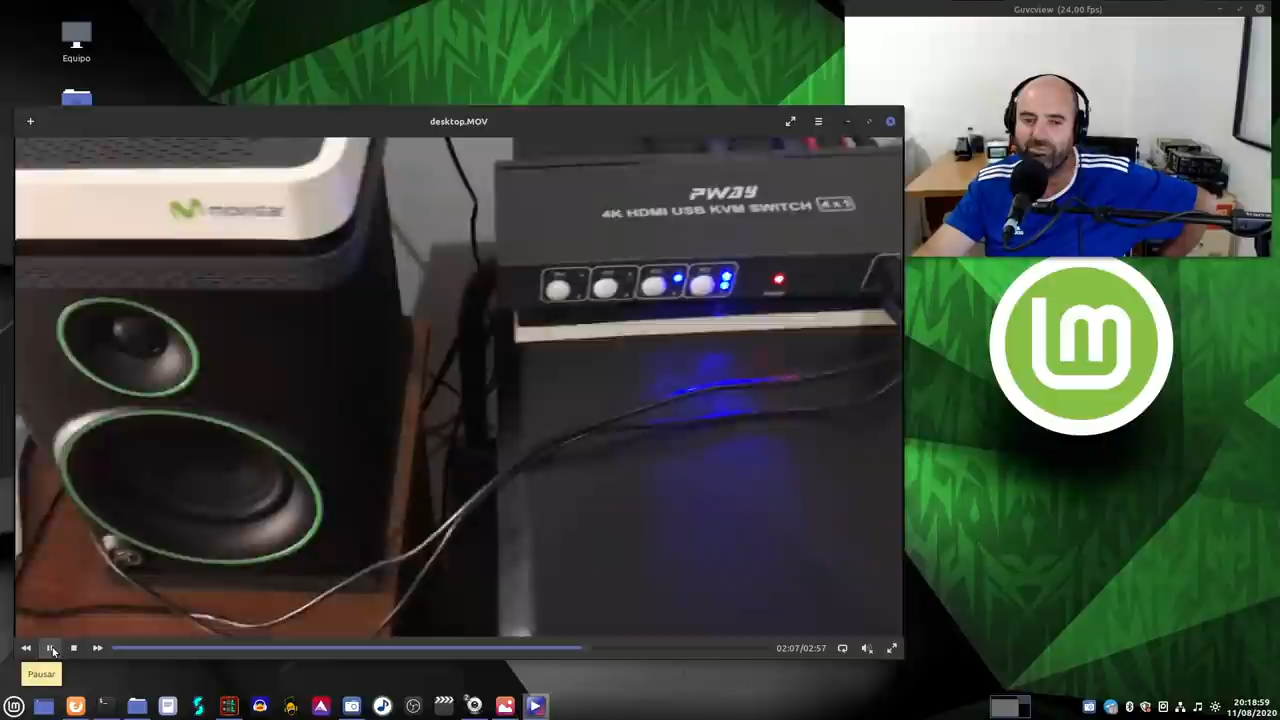 Guvcview (24,00 fps)
Equipo
desktop.MOV
PWAY
4K HDMI USB KVM SWITCH 4x1
movistar
02:07/02:57
Pausar
20:18:59
11/08/2020